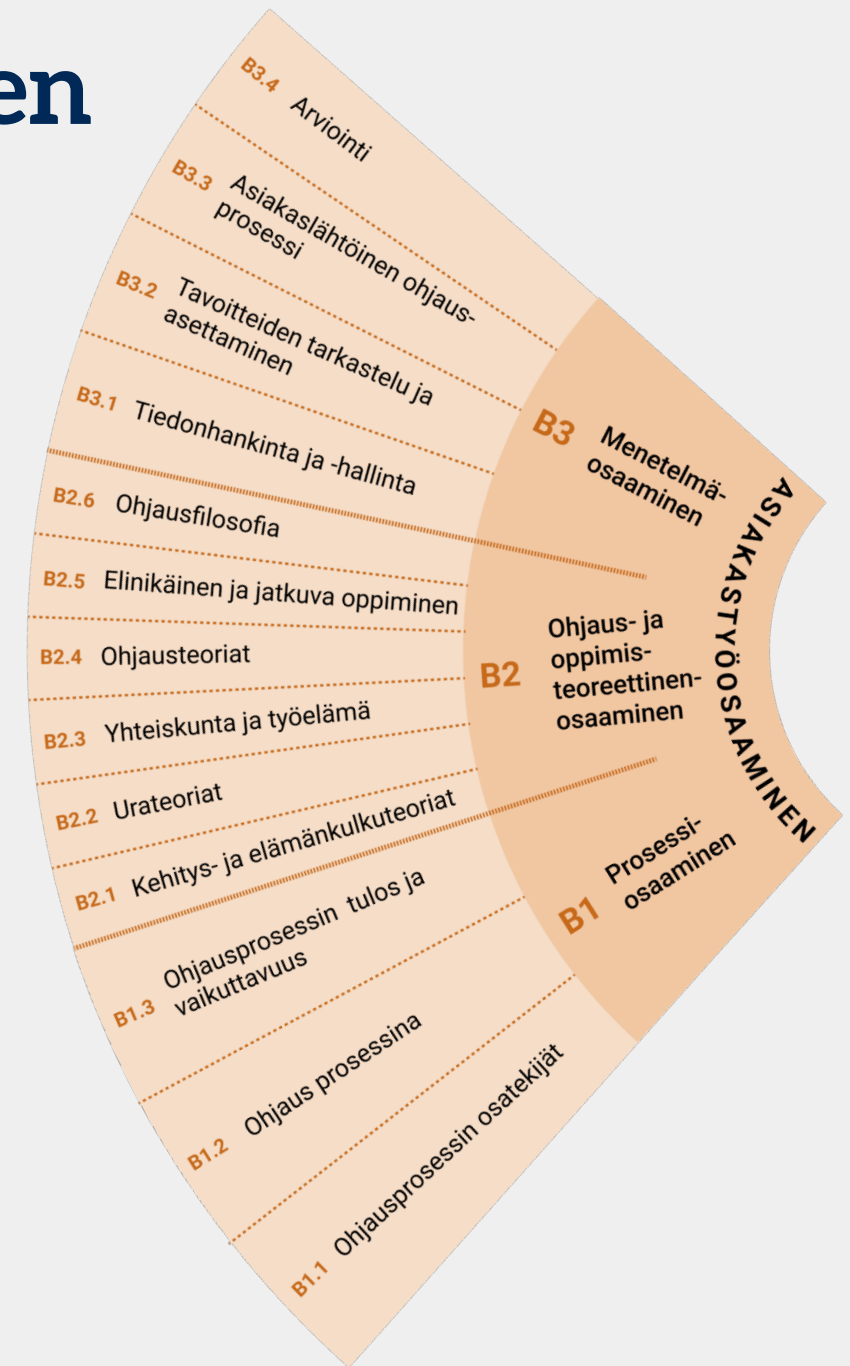 en
B3.4 Arviointi
B3.3 Asiakaslähtöinen ohjaus-
prosessi
B3.2 Tavoitteiden tarkastelu ja
asettaminen
B3.1 Tiedonhankinta ja -hallinta
B3 Menetelmä-
osaaminen
B2.6 Ohjausfilosofia
B2.5 Elinikäinen ja jatkuva oppiminen
B2.4 Ohjausteoriat
B2.3 Yhteiskunta ja työelämä
B2.2 Urateoriat
B2.1 Kehitys- ja elämänkulkuteoriat
B2 Ohjaus- ja
oppimis-
teoreettinen-
osaaminen
B1.3 Ohjausprosessin tulos ja
vaikuttavuus
B1.2 Ohjaus prosessina
B1.1 Ohjausprosessin osatekijät
B1 Prosessi-
osaaminen
ASIAKASTYÖOSAAMINEN